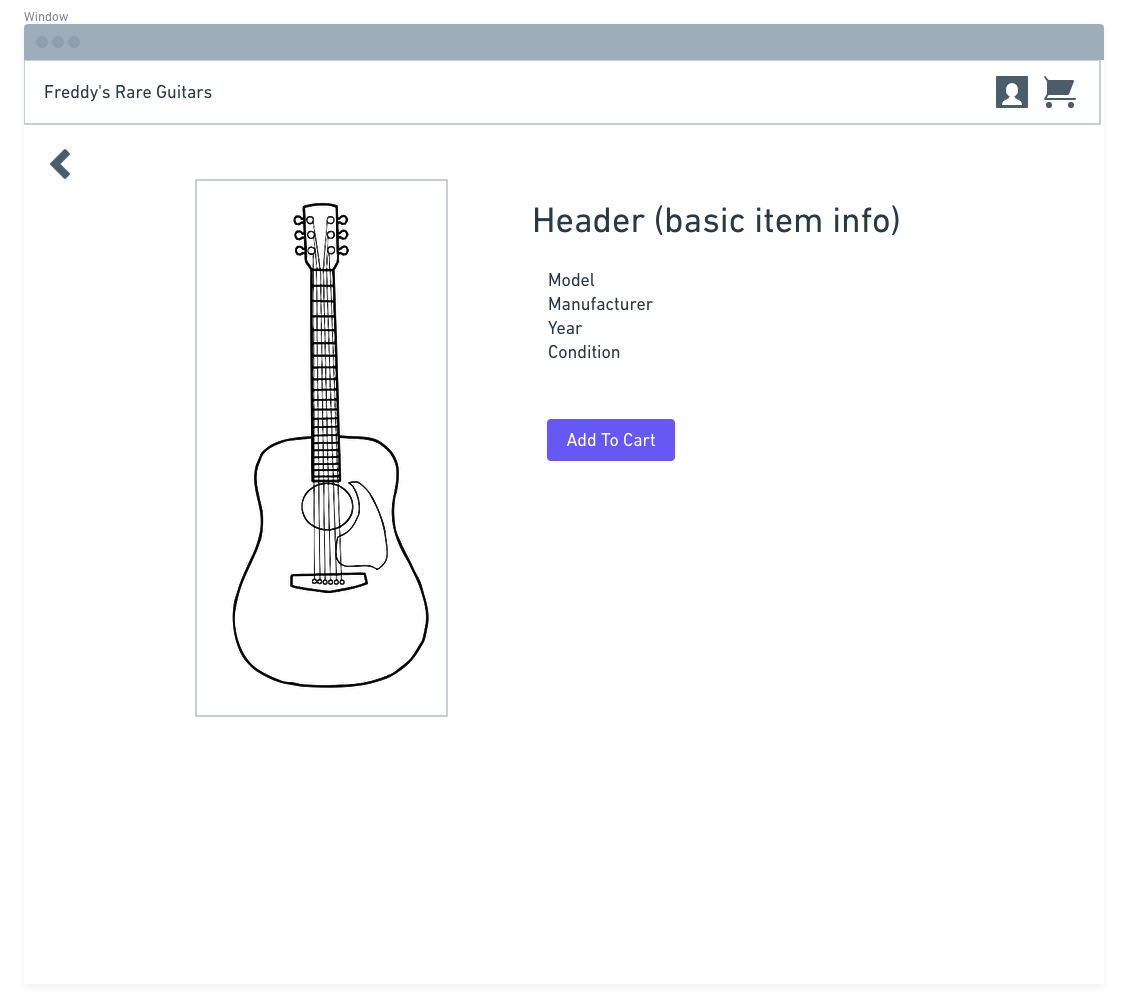 Window
Freddy's Rare Guitars
Header (basic item info)
Model
Manufacturer
Year
Condition
Add To Cart